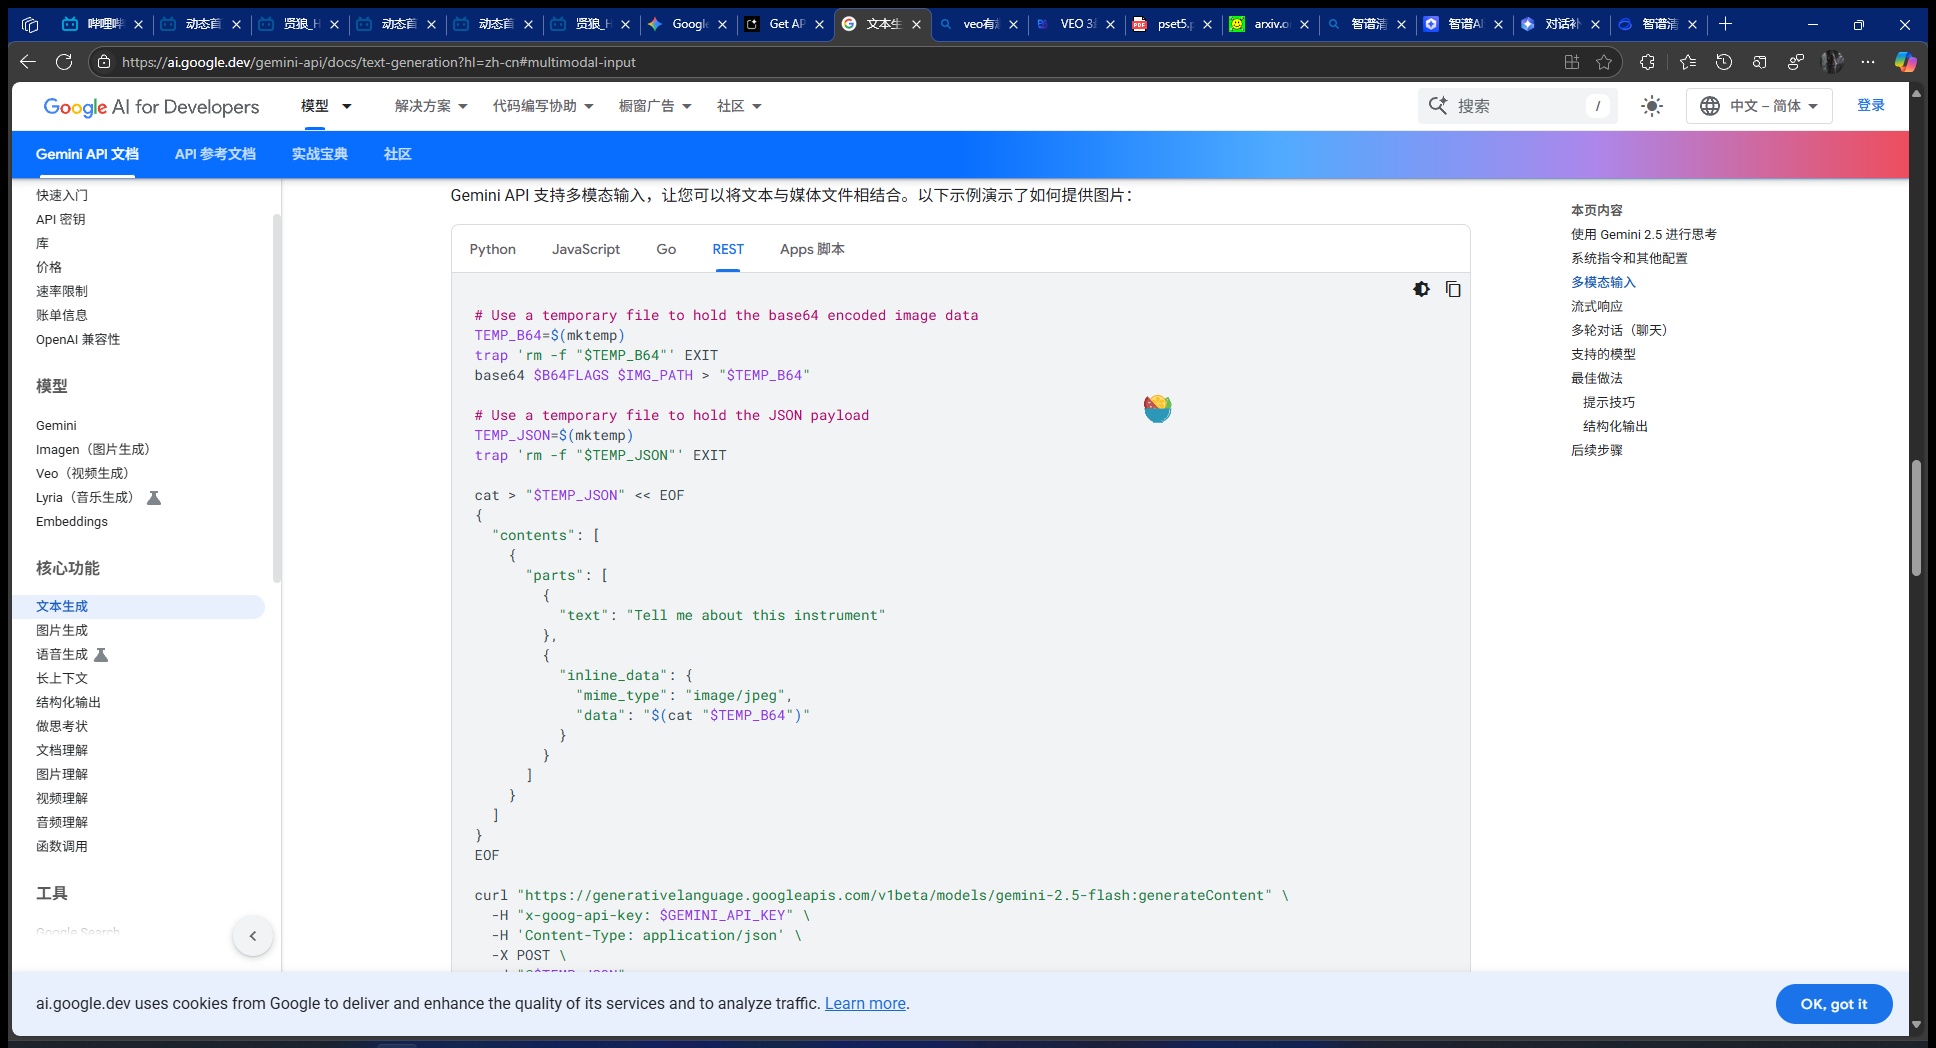 哔哩哔
动态首
贤狼_H
动态首
动态首
贤狼_H
Google
Get AP
文本生
veo有
VEO 3
pset5.p
arxiv.o
智谱清
智谱AI
对话补
智谱清
https://ai.google.dev/gemini-api/docs/text-generation?hl=zh-cn#multimodal-input
Google AI for Developers
模型
解决方案
代码编写协助
橱窗广告
社区
搜索
/
中文 – 简体
登录
Gemini API 文档
API 参考文档
实战宝典
社区
快速入门
API 密钥
库
价格
速率限制
账单信息
OpenAI 兼容性
模型
Gemini
Imagen（图片生成）
Veo（视频生成）
Lyria（音乐生成）
Embeddings
核心功能
文本生成
图片生成
语音生成
长上下文
结构化输出
做思考状
文档理解
图片理解
视频理解
音频理解
函数调用
工具
Google Search
Gemini API 支持多模态输入，让您可以将文本与媒体文件相结合。以下示例演示了如何提供图片：
Python
JavaScript
Go
REST
Apps 脚本
# Use a temporary file to hold the base64 encoded image data
TEMP_B64=$(mktemp)
trap 'rm -f "$TEMP_B64"' EXIT
base64 $B64FLAGS $IMG_PATH > "$TEMP_B64"
# Use a temporary file to hold the JSON payload
TEMP_JSON=$(mktemp)
trap 'rm -f "$TEMP_JSON"' EXIT
cat > "$TEMP_JSON" << EOF
{
"contents": [
{
"parts": [
{
"text": "Tell me about this instrument"
},
{
"inline_data": {
"mime_type": "image/jpeg",
"data": "$(cat "$TEMP_B64")"
}
}
]
}
]
}
EOF
curl "https://generativelanguage.googleapis.com/v1beta/models/gemini-2.5-flash:generateContent" \
-H "x-goog-api-key: $GEMINI_API_KEY" \
-H 'Content-Type: application/json' \
-X POST \
本页内容
使用 Gemini 2.5 进行思考
系统指令和其他配置
多模态输入
流式响应
多轮对话（聊天）
支持的模型
最佳做法
提示技巧
结构化输出
后续步骤
ai.google.dev uses cookies from Google to deliver and enhance the quality of its services and to analyze traffic. Learn more.
OK, got it